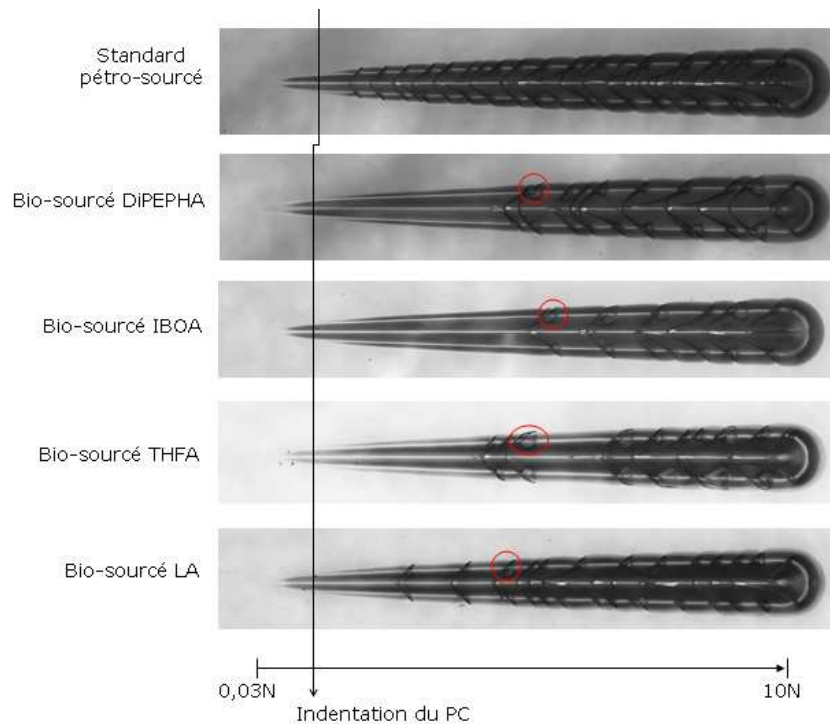 Standard
pétro-sourcé
Bio-sourcé DiPEPHA
Bio-sourcé IBOA
Bio-sourcé THFA
Bio-sourcé LA
0,03N
10N
Indentation du PC